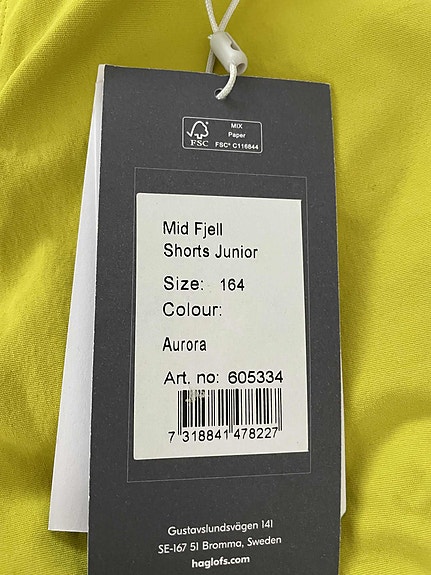 FSC
MIX
Paper
FSC® C116844
Mid Fjell
Shorts Junior
Size: 164
Colour:
Aurora
Art. no: 605334
7 318841 478227
Gustavslundsvägen 141
SE-167 51 Bromma, Sweden
haglofs.com